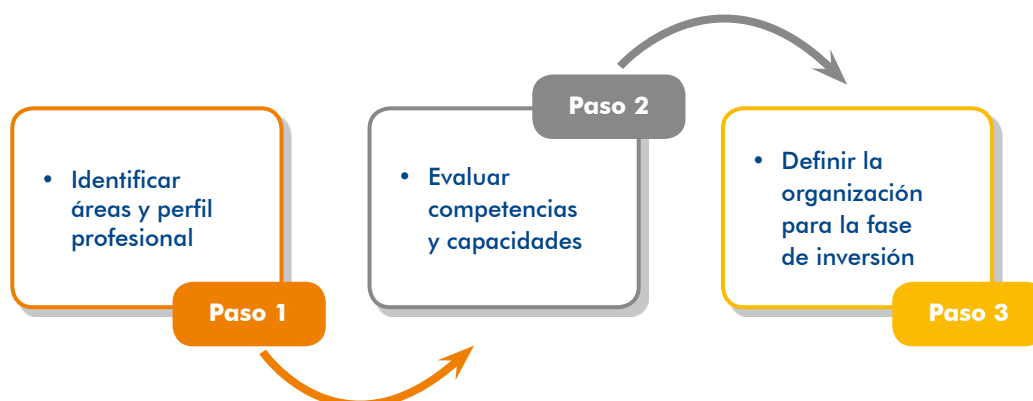 • Identificar
áreas y perfil
profesional
Paso 1
Paso 2
• Evaluar
competencias
y capacidades
• Definir la
organización
para la fase
de inversión
Paso 3